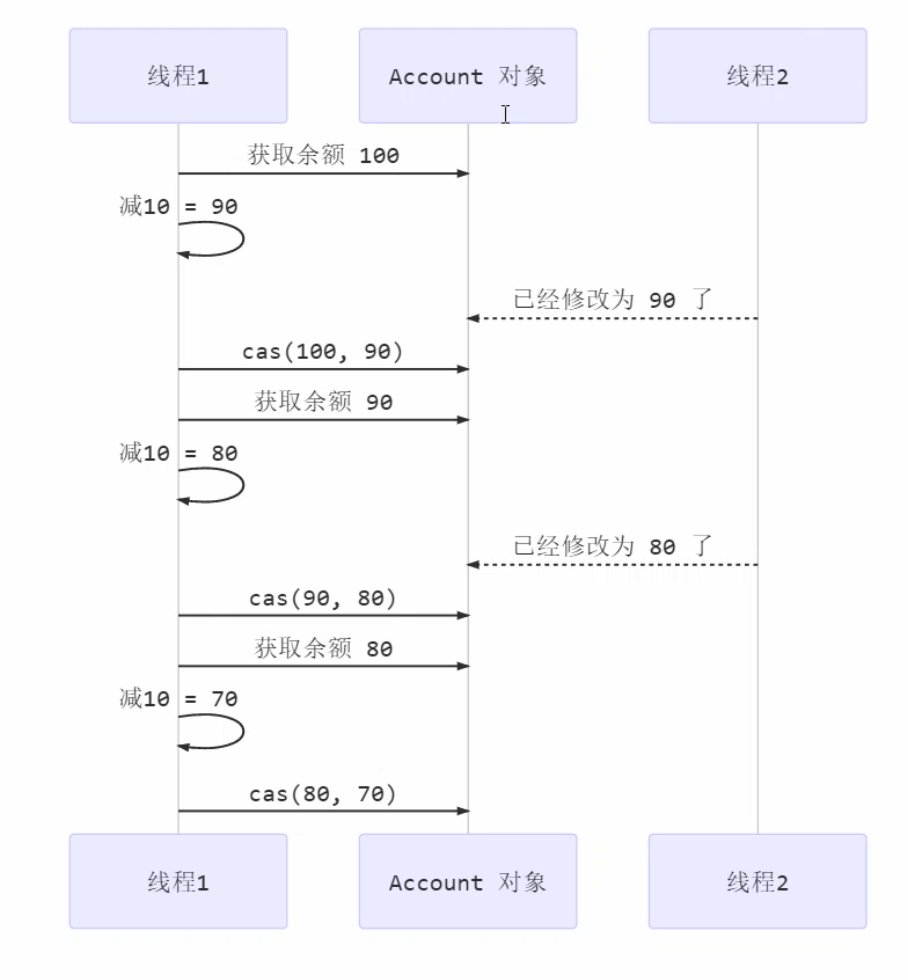 线程1
Account 对象
线程2
获取余额 100
减10 = 90
已经修改为 90 了
cas(100, 90)
获取余额 90
减10 = 80
已经修改为 80 了
cas(90, 80)
获取余额 80
减10 = 70
cas(80, 70)
线程1
Account 对象
线程2